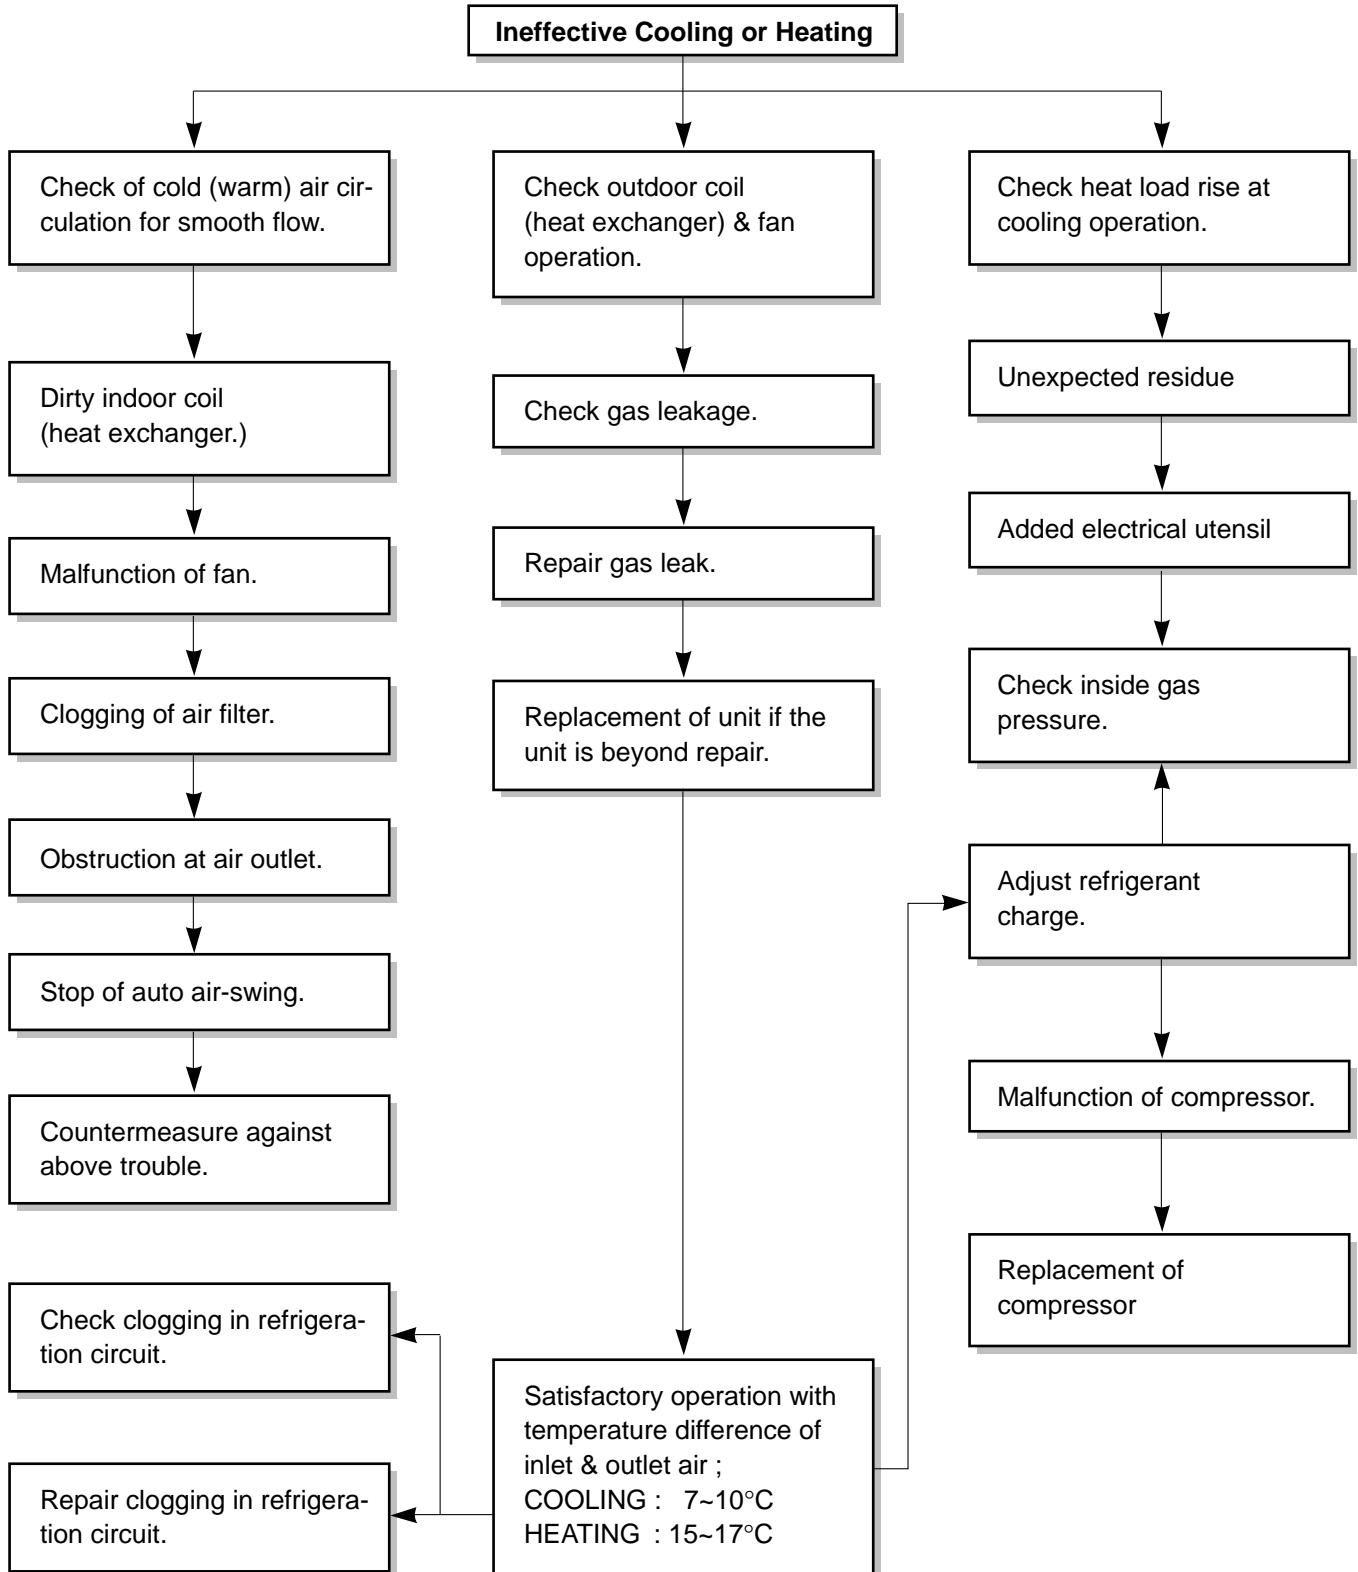 Ineffective Cooling or Heating
Check of cold (warm) air cir-
culation for smooth flow.
Dirty indoor coil
(heat exchanger.)
Malfunction of fan.
Clogging of air filter.
Obstruction at air outlet.
Stop of auto air-swing.
Countermeasure against
above trouble.
Check clogging in refrigera-
tion circuit.
Repair clogging in refrigera-
tion circuit.
Check outdoor coil
(heat exchanger) & fan
operation.
Check gas leakage.
Repair gas leak.
Replacement of unit if the
unit is beyond repair.
Satisfactory operation with
temperature difference of
inlet & outlet air ;
COOLING :   7~10°C
HEATING  : 15~17°C
Check heat load rise at
cooling operation.
Unexpected residue
Added electrical utensil
Check inside gas
pressure.
Adjust refrigerant
charge.
Malfunction of compressor.
Replacement of
compressor